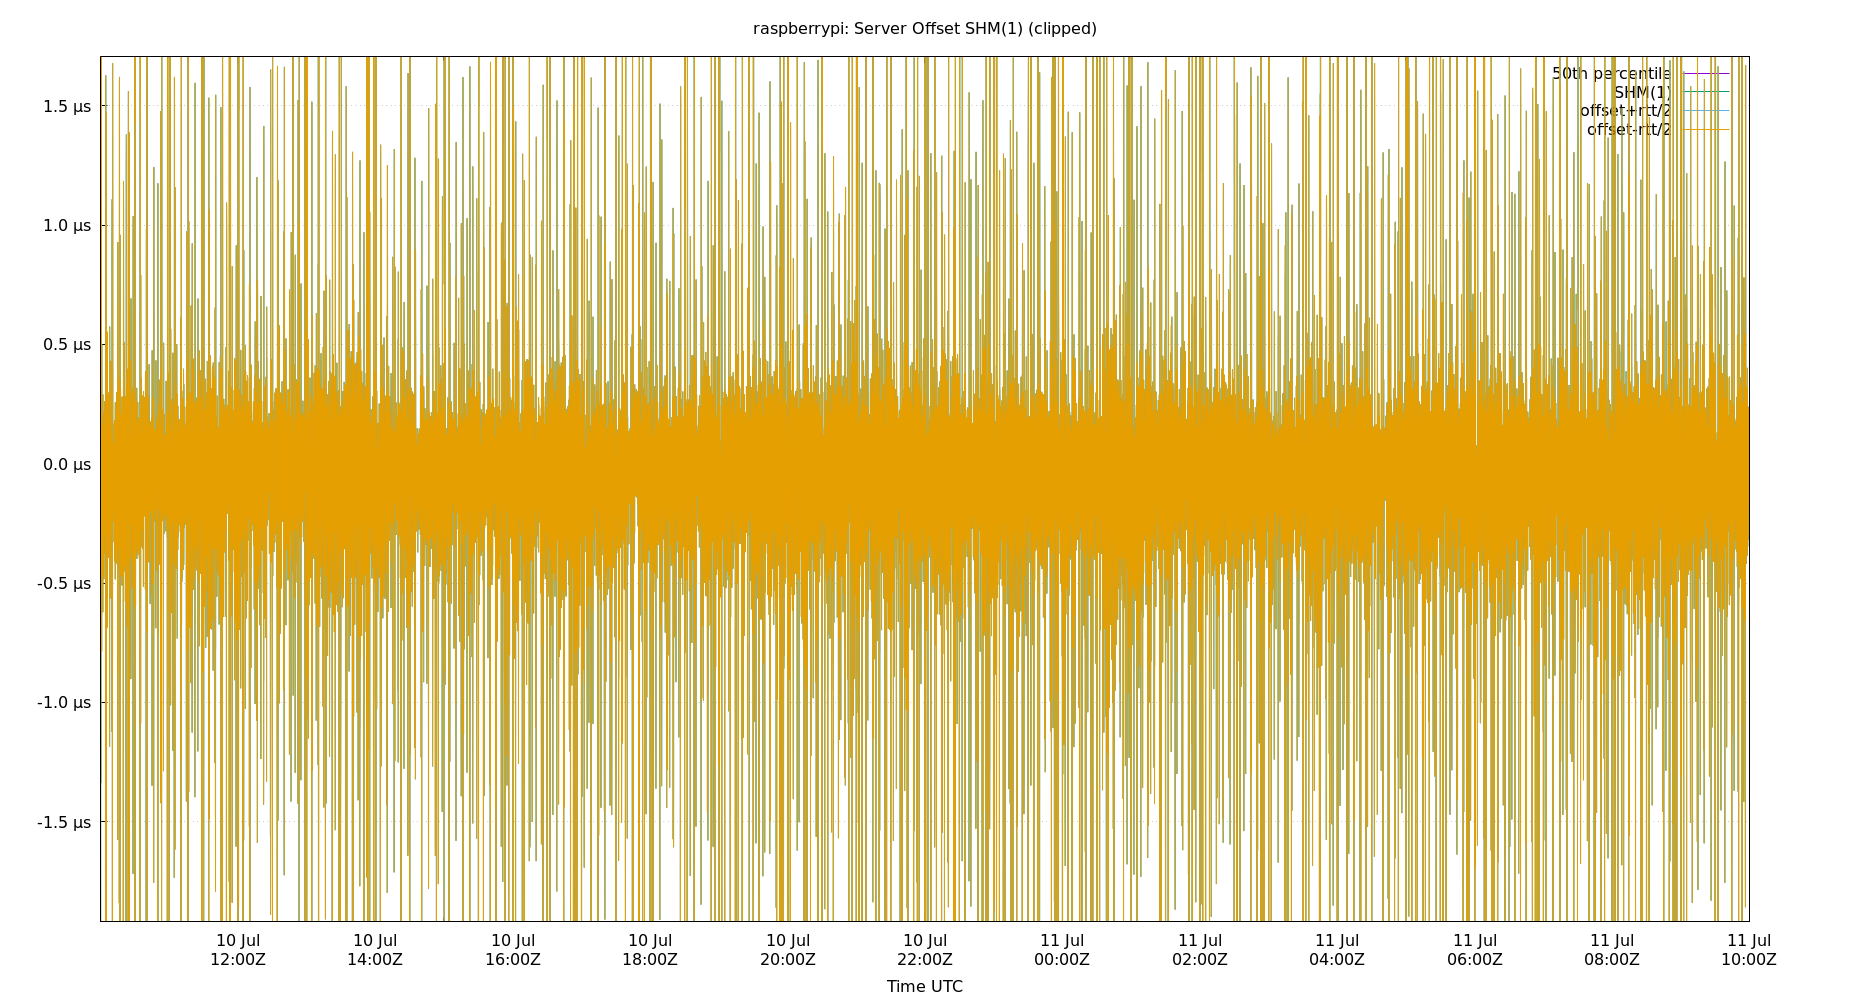 raspberrypi: Server Offset SHM(1) (clipped)
50th percentile
SHM(1)
offset+rtt/2
offset-rtt/2
1.5 µs
1.0 µs
0.5 µs
0.0 µs
-0.5 µs
-1.0 µs
-1.5 µs
10 Jul 10 Jul 10 Jul 10 Jul 10 Jul 10 Jul 11 Jul 11 Jul 11 Jul 11 Jul 11 Jul 11 Jul
12:00Z 14:00Z 16:00Z 18:00Z 20:00Z 22:00Z 00:00Z 02:00Z 04:00Z 06:00Z 08:00Z 10:00Z
Time UTC